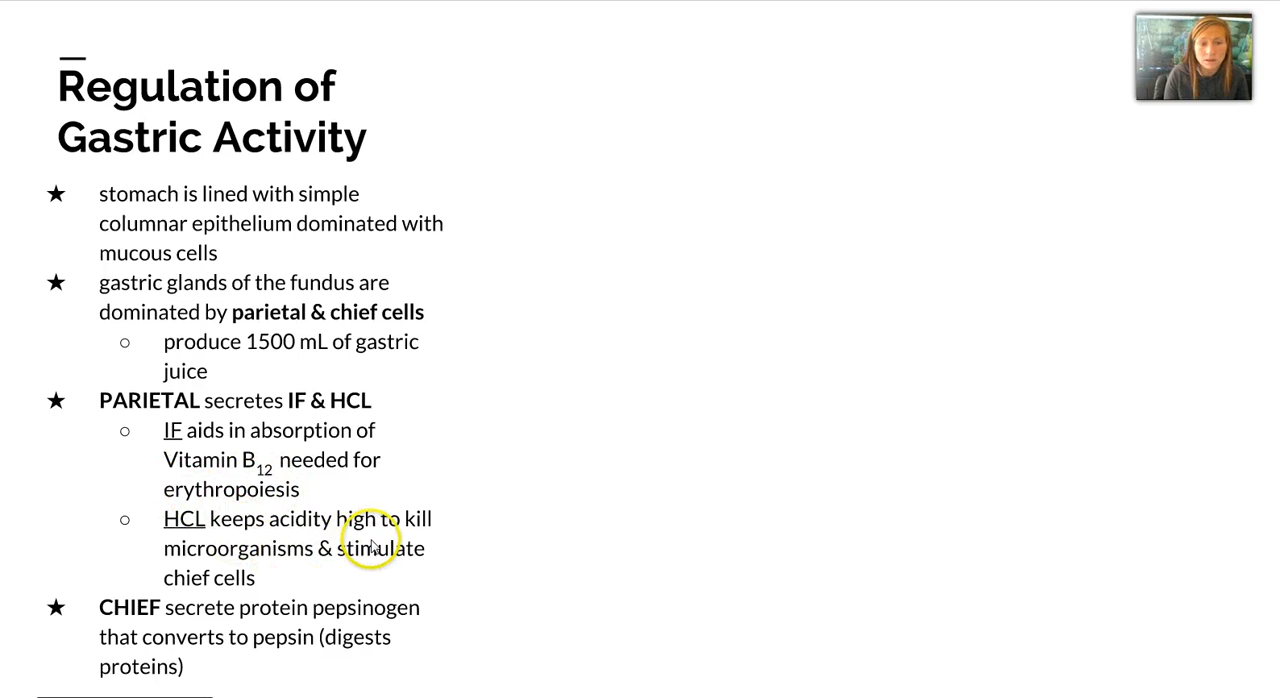 Regulation of
Gastric Activity
★ stomach is lined with simple
columnar epithelium dominated with
mucous cells
★ gastric glands of the fundus are
dominated by parietal & chief cells
○ produce 1500 mL of gastric
juice
★ PARIETAL secretes IF & HCL
○ IF aids in absorption of
Vitamin B12 needed for
erythropoiesis
○ HCL keeps acidity high to kill
microorganisms & stimulate
chief cells
★ CHIEF secrete protein pepsinogen
that converts to pepsin (digests
proteins)